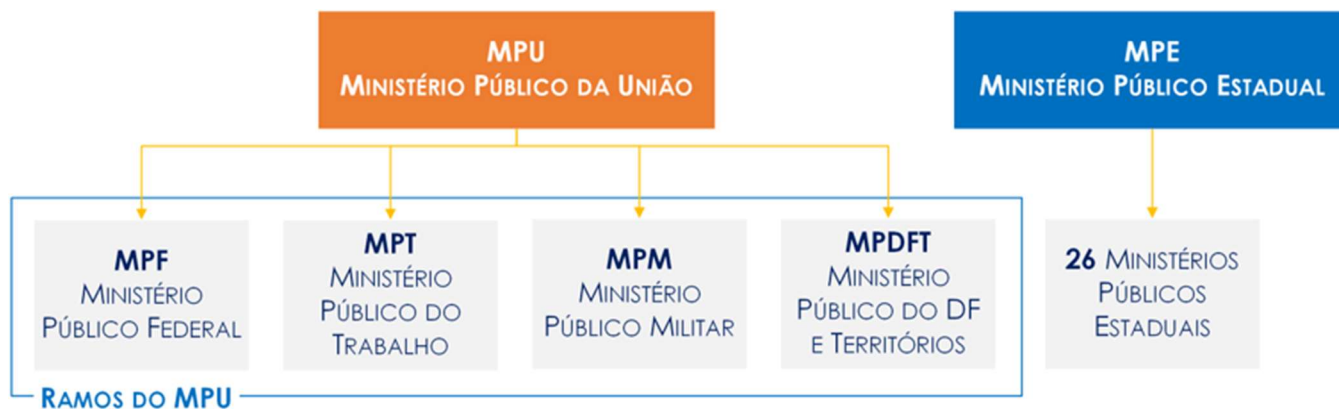 MPU
MINISTÉRIO PÚBLICO DA UNIÃO
MPE
MINISTÉRIO PÚBLICO ESTADUAL
MPF
MINISTÉRIO
PÚBLICO FEDERAL
MPT
MINISTÉRIO
PÚBLICO DO
TRABALHO
MPM
MINISTÉRIO
PÚBLICO MILITAR
MPDFT
MINISTÉRIO
PÚBLICO DO DF
E TERRITÓRIOS
26 MINISTÉRIOS
PÚBLICOS
ESTADUAIS
RAMOS DO MPU